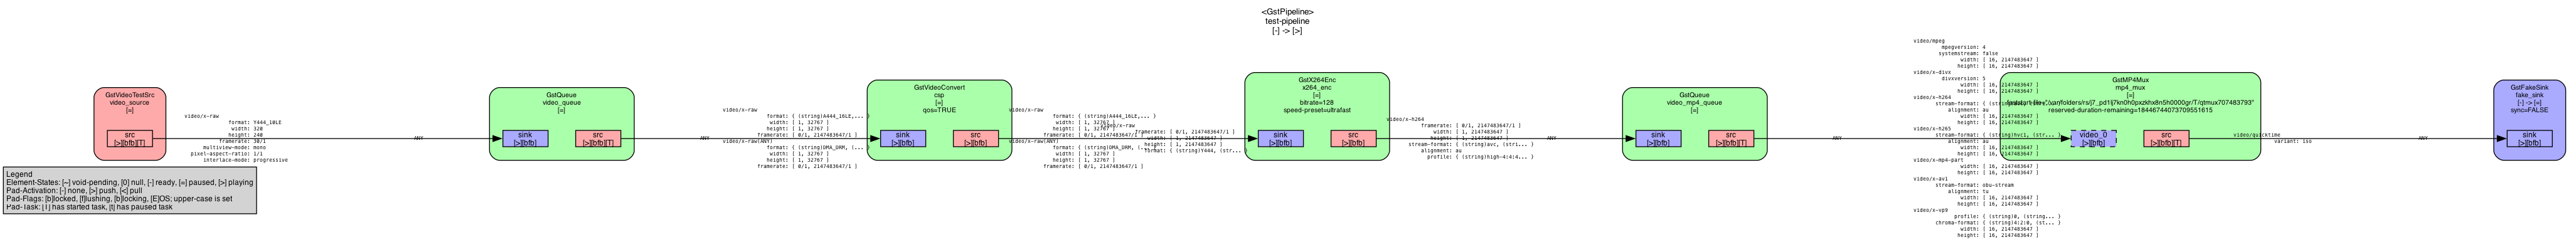 <GstPipeline>
test-pipeline
[-] -> [>]
GstVideoTestSrc
video_source
[=]
src
[>][bfb][T]
video/x-raw
format: Y444_10LE
width: 320
height: 240
framerate: 30/1
multiview-mode: mono
pixel-aspect-ratio: 1/1
interlace-mode: progressive
ANY
GstQueue
video_queue
[=]
sink
[>][bfb]
src
[>][bfb][T]
ANY
video/x-raw
format: { (string)A444_16LE,... }
width: [ 1, 32767 ]
height: [ 1, 32767 ]
framerate: [ 0/1, 2147483647/1 ]
video/x-raw(ANY)
format: { (string)DMA_DRM, (... }
width: [ 1, 32767 ]
height: [ 1, 32767 ]
framerate: [ 0/1, 2147483647/1 ]
GstVideoConvert
csp
[=]
qos=TRUE
sink
[>][bfb]
src
[>][bfb]
video/x-raw
format: { (string)A444_16LE,... }
width: [ 1, 32767 ]
height: [ 1, 32767 ]
framerate: [ 0/1, 2147483647/1 ]
video/x-raw(ANY)
format: { (string)DMA_DRM,
width: [ 1, 32767 ]
height: [ 1, 32767 ]
framerate: [ 0/1, 2147483647/1 ]
video/x-raw
framerate: [ 0/1, 2147483647/1 ]
width: [ 1, 2147483647 ]
height: [ 1, 2147483647 ]
format: { (string)Y444, (str... }
GstX264Enc
x264_enc
[=]
bitrate=128
speed-preset=ultrafast
sink
[>][bfb]
src
[>][bfb]
video/x-h264
framerate: [ 0/1, 2147483647/1 ]
width: [ 1, 2147483647 ]
height: [ 1, 2147483647 ]
stream-format: { (string)avc, (stri... }
alignment: au
profile: { (string)high-4:4:4... }
ANY
GstQueue
video_mp4_queue
[=]
sink
[>][bfb]
src
[>][bfb][T]
ANY
video/mpeg
mpegversion: 4
systemstream: false
width: [ 16, 2147483647 ]
height: [ 16, 2147483647 ]
video/x-divx
divxversion: 5
width: [ 16, 2147483647 ]
height: [ 16, 2147483647 ]
video/x-h264
stream-format:
alignment: au
width: [ 16, 2147483647 ]
height: [ 16, 2147483647 ]
video/x-h265
stream-format: { (string)hvc1, (str... }
alignment: au
width: [ 16, 2147483647 ]
height: [ 16, 2147483647 ]
video/x-mp4-part
width: [ 16, 2147483647 ]
height: [ 16, 2147483647 ]
video/x-av1
stream-format: obu-stream
alignment: tu
width: [ 16, 2147483647 ]
height: [ 16, 2147483647 ]
video/x-vp9
profile: { (string)0, (string... }
chroma-format: { (string)4:2:0, (st... }
width: [ 16, 2147483647 ]
height: [ 16, 2147483647 ]
GstMP4Mux
mp4_mux
[=]
reserved-duration-remaining=18446744073709551615
video_0
[>][bfb]
src
[>][bfb][T]
video/quicktime
variant: iso
ANY
GstFakeSink
fake_sink
[-] -> [=]
sync=FALSE
sink
[>][bfb]
Legend
Element-States: [~] void-pending, [0] null, [-] ready, [=] paused, [>] playing
Pad-Activation: [-] none, [>] push, [<] pull
Pad-Flags: [b]locked, [f]lushing, [b]locking, [E]OS; upper-case is set
Pad-Task: [T] has started task, [t] has paused task